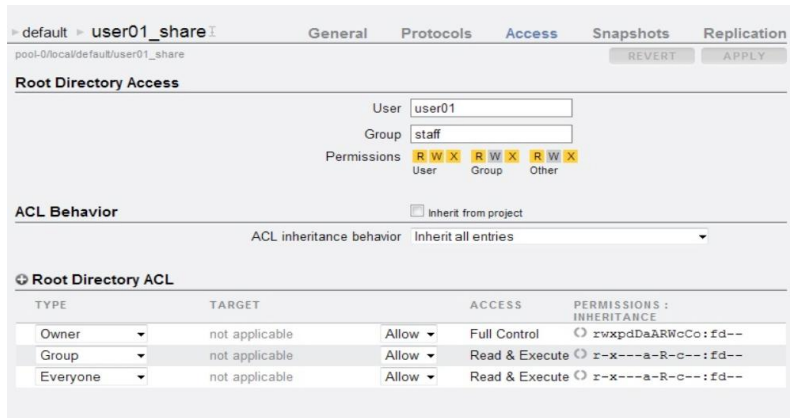 default user01_share General Protocols Access Snapshots Replication
pool-0/local/default/user01_share REVERT APPLY
Root Directory Access
User user01
Group staff
Permissions R W X R W X R W X
User Group Other
ACL Behavior Inherit from project
ACL inheritance behavior Inherit all entries
Root Directory ACL
TYPE TARGET ACCESS PERMISSIONS :
INHERITANCE
Owner not applicable Allow Full Control rwxpdDaARWcCo:fd--
Group not applicable Allow Read & Execute r-x---a-R-c--:fd--
Everyone not applicable Allow Read & Execute r-x---a-R-c--:fd--